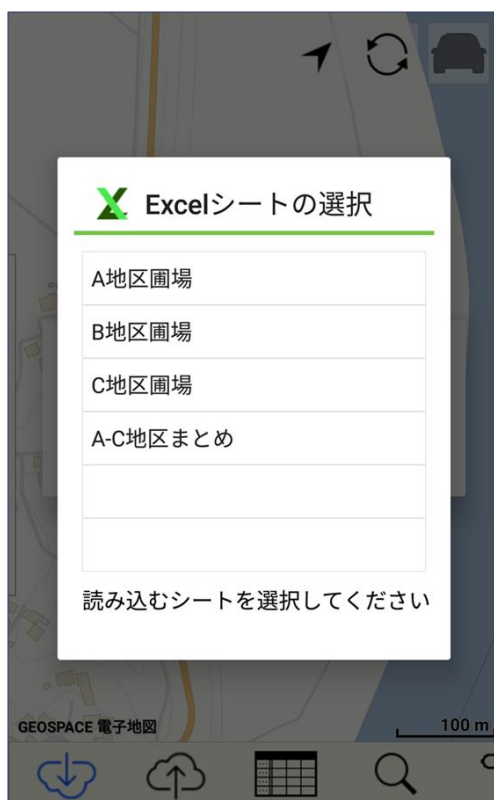 Excelシートの選択
A地区圃場
B地区圃場
C地区圃場
A-C地区まとめ
読み込むシートを選択してください
GEOSPACE 電子地図
100 m